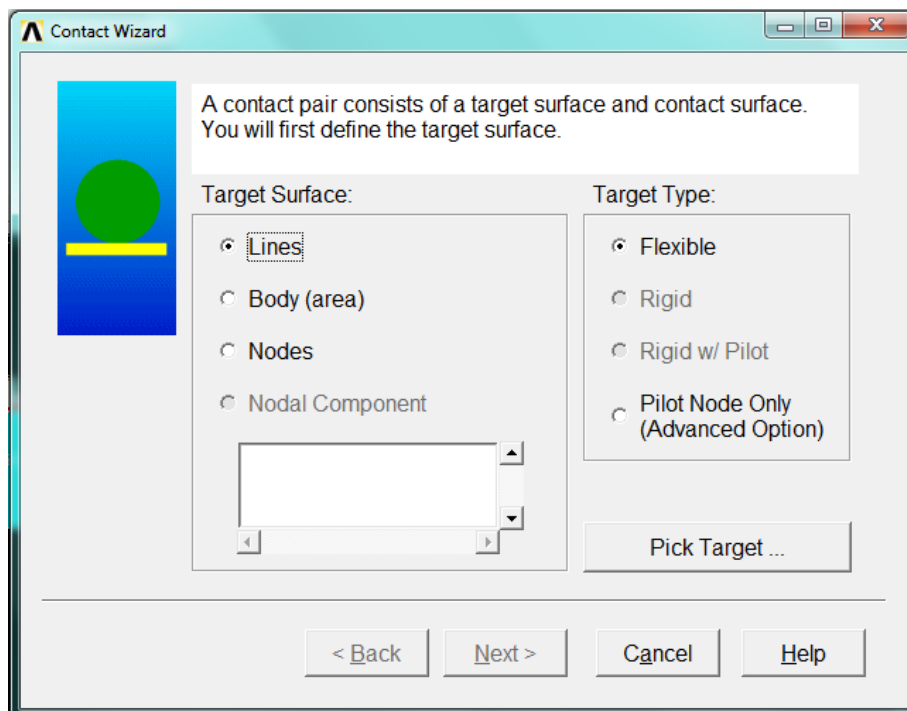 Contact Wizard
A contact pair consists of a target surface and contact surface.
You will first define the target surface.
Target Surface:
Lines
Body (area)
Nodes
Nodal Component
Target Type:
Flexible
Rigid
Rigid w/ Pilot
Pilot Node Only
(Advanced Option)
Pick Target ...
< Back
Next >
Cancel
Help